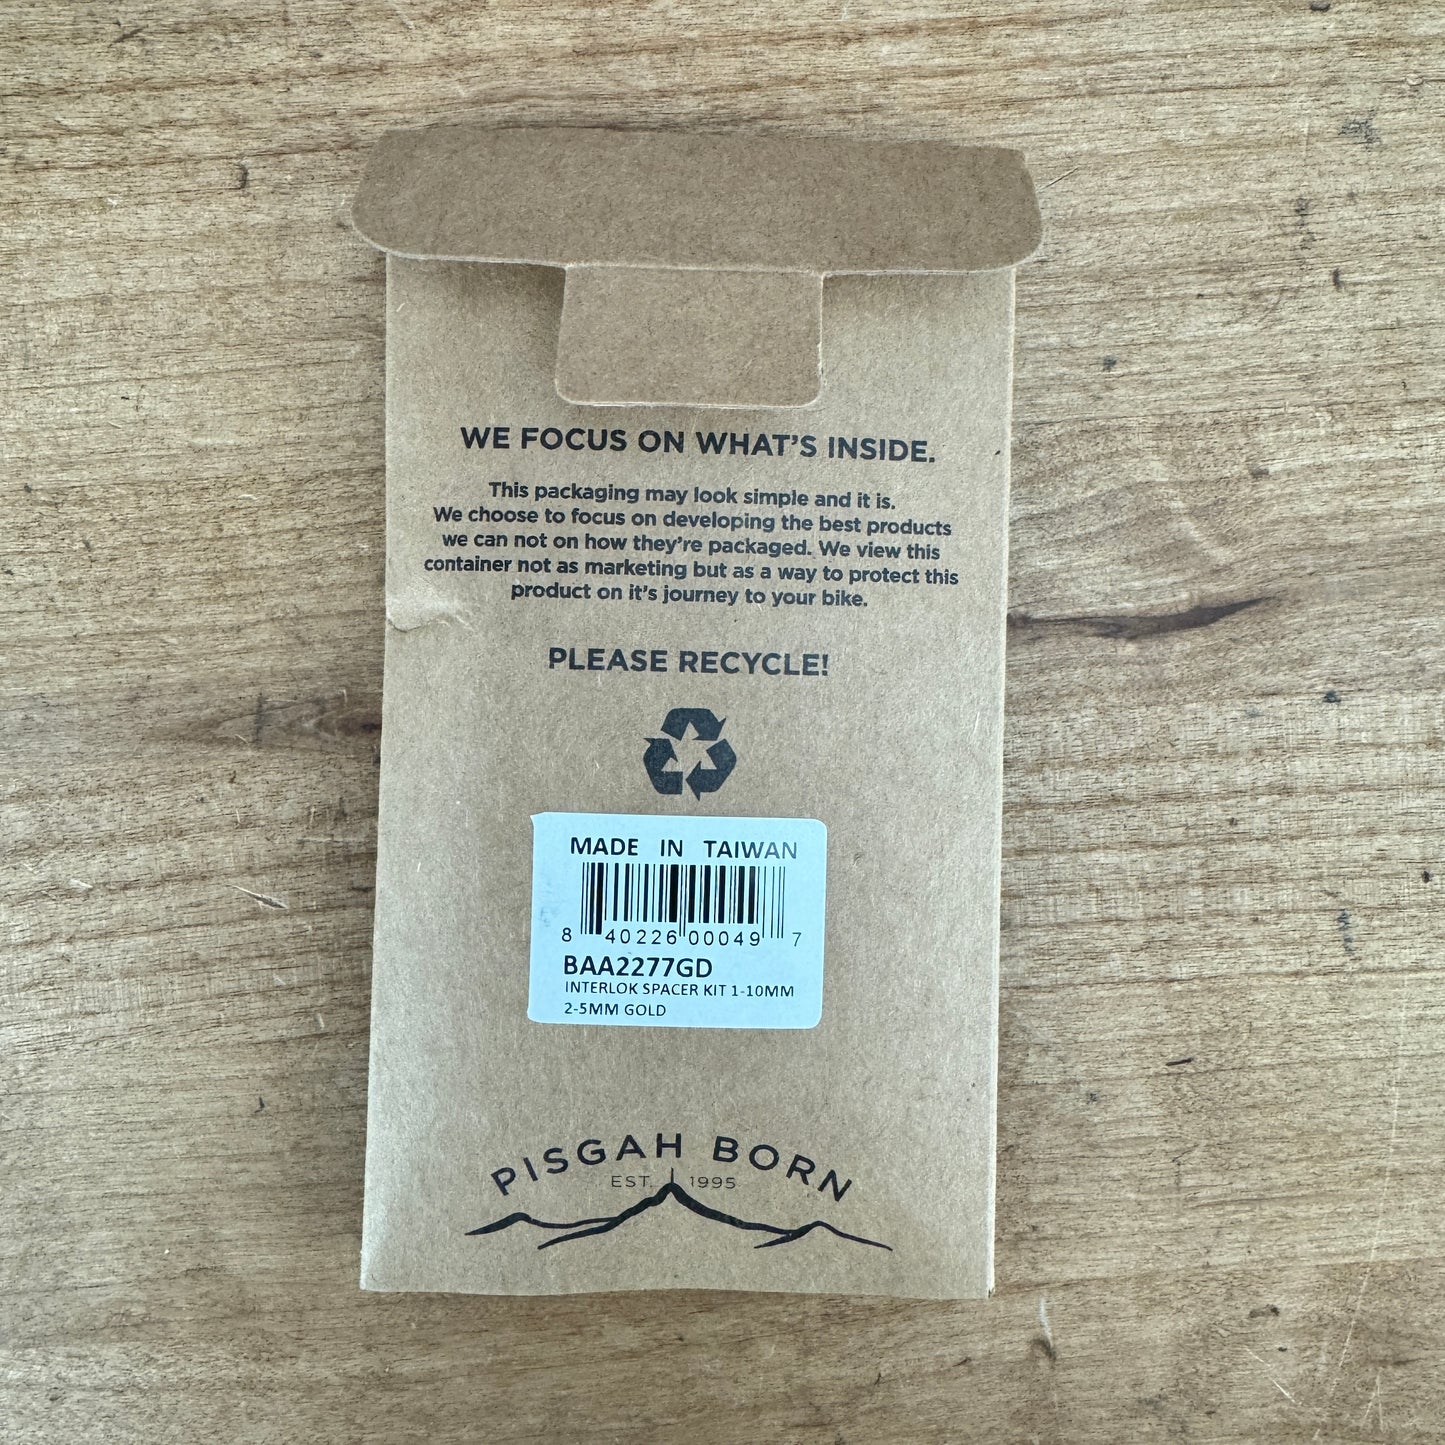 WE FOCUS ON WHAT'S INSIDE.
This packaging may look simple and it is.
We choose to focus on developing the best products
we can not on how they're packaged. We view this
container not as marketing but as a way to protect this
product on it's journey to your bike.
PLEASE RECYCLE!
MADE IN TAIWAN
8 40226 00049 7
BAA2277GD
INTERLOK SPACER KIT 1-10MM
2-5MM GOLD
PISGAH BORN
EST. 1995